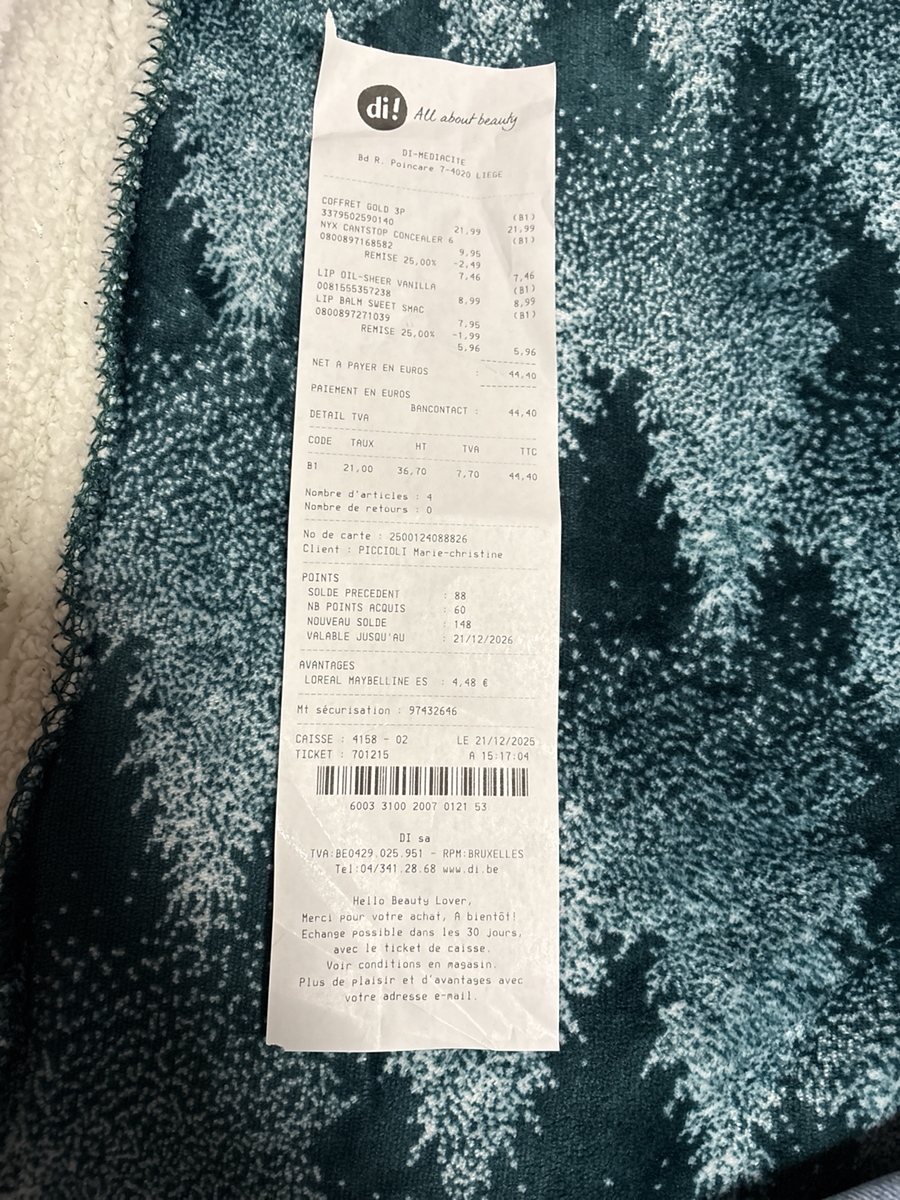 di! All about beauty
DI-MEDIACITE
Bd R. Poincare 7-4020 LIEGE
COFFRET GOLD 3P (B1)
3379502590140 21,99 21,99
NYX CANTSTOP CONCEALER 6 (B1)
0800897168582 9,95
REMISE 25,00% -2,49
7,46 7,46
LIP OIL-SHEER VANILLA (B1)
0081555357238 8,99 8,99
LIP BALM SWEET SMAC (B1)
0800897271039 7,95
REMISE 25,00% -1,99
5,96 5,96
NET A PAYER EN EUROS : 44,40
PAIEMENT EN EUROS
BANCONTACT : 44,40
DETAIL TVA
CODE TAUX HT TVA TTC
B1 21,00 36,70 7,70 44,40
Nombre d'articles : 4
Nombre de retours : 0
No de carte : 2500124088826
Client : PICCIOLI Marie-christine
POINTS
SOLDE PRECEDENT : 88
NB POINTS ACQUIS : 60
NOUVEAU SOLDE : 148
VALABLE JUSQU'AU : 21/12/2026
AVANTAGES
LOREAL MAYBELLINE ES : 4,48 €
Mt sécurisation : 97432646
CAISSE : 4158 - 02 LE 21/12/2025
TICKET : 701215 A 15:17:04
6003 3100 2007 0121 53
DI sa
TVA:BE0429.025.951 - RPM:BRUXELLES
Tel:04/341.28.68 www.di.be
Hello Beauty Lover,
Merci pour votre achat, A bientôt!
Echange possible dans les 30 jours,
avec le ticket de caisse.
Voir conditions en magasin.
Plus de plaisir et d'avantages avec
votre adresse e-mail.